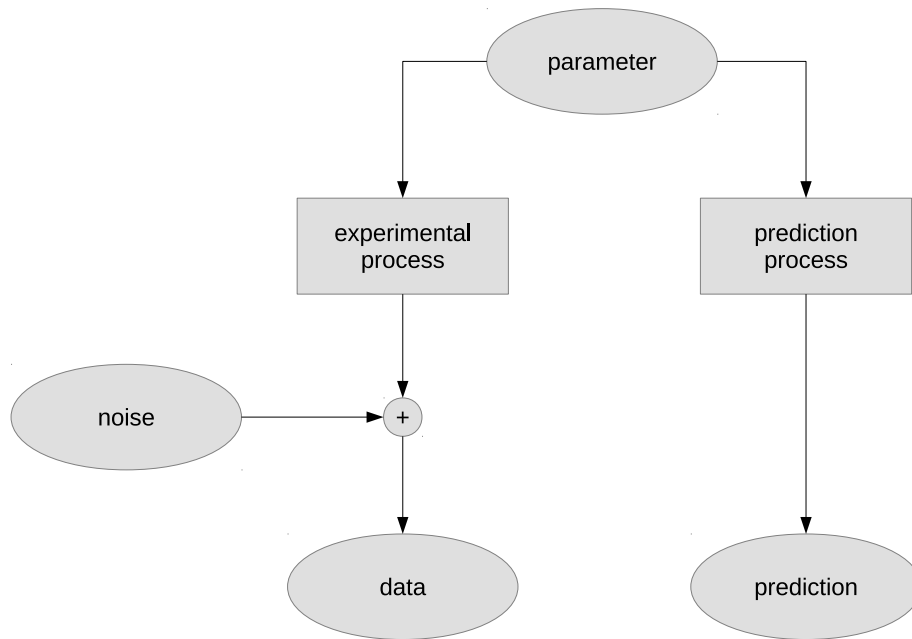 parameter
experimental
process
prediction
process
noise
+
data
prediction